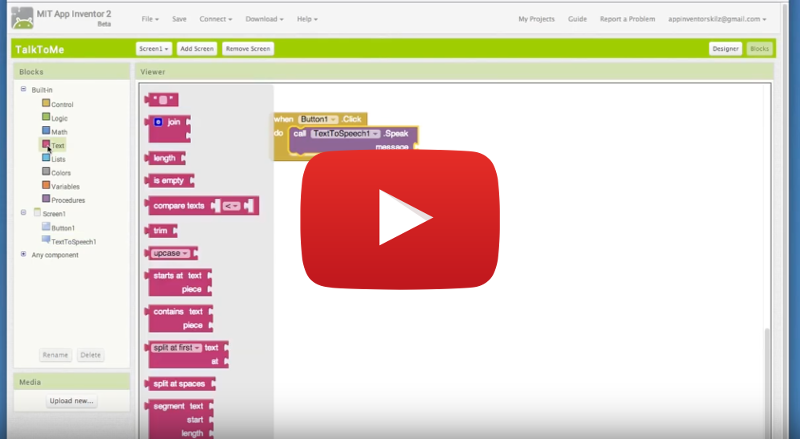 MIT App Inventor 2
Beta
File Save Connect Download Help
My Projects Guide Report a Problem appinventorskilz@gmail.com
TalkToMe
Screen1 Add Screen Remove Screen
Designer Blocks
Blocks
Viewer
Built-in
Control
Logic
Math
Text
Lists
Colors
Variables
Procedures
Screen1
Button1
TextToSpeech1
Any component
Rename Delete
Media
Upload new...
" "
join
length
is empty
compare texts <
trim
upcase
starts at text
piece
contains text
piece
split at first text
at
split at spaces
segment text
start
length
when Button1 .Click
do call TextToSpeech1 .Speak
message